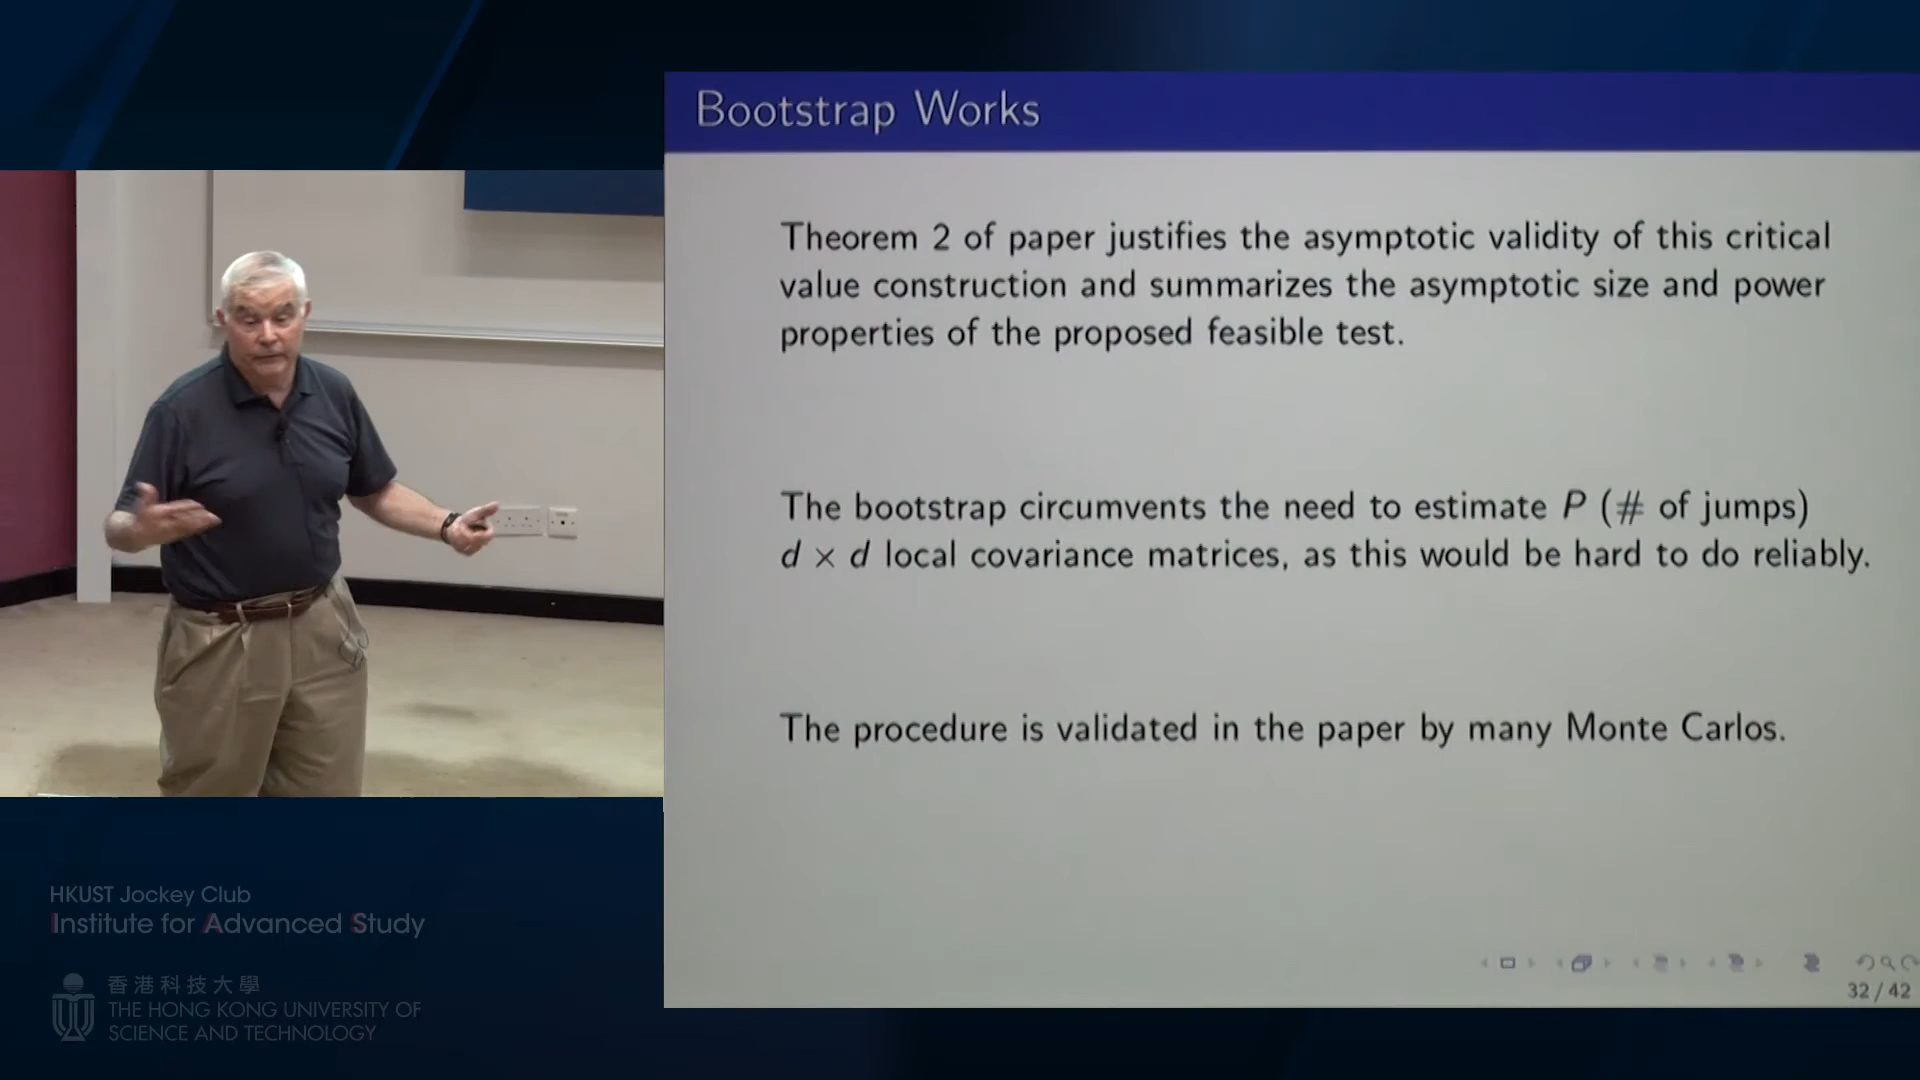 Bootstrap Works
Theorem 2 of paper justifies the asymptotic validity of this critical
value construction and summarizes the asymptotic size and power
properties of the proposed feasible test.
The bootstrap circumvents the need to estimate P (# of jumps)
d × d local covariance matrices, as this would be hard to do reliably.
The procedure is validated in the paper by many Monte Carlos.
32 / 42
HKUST Jockey Club
Institute for Advanced Study
香港科技大學
THE HONG KONG UNIVERSITY OF
SCIENCE AND TECHNOLOGY